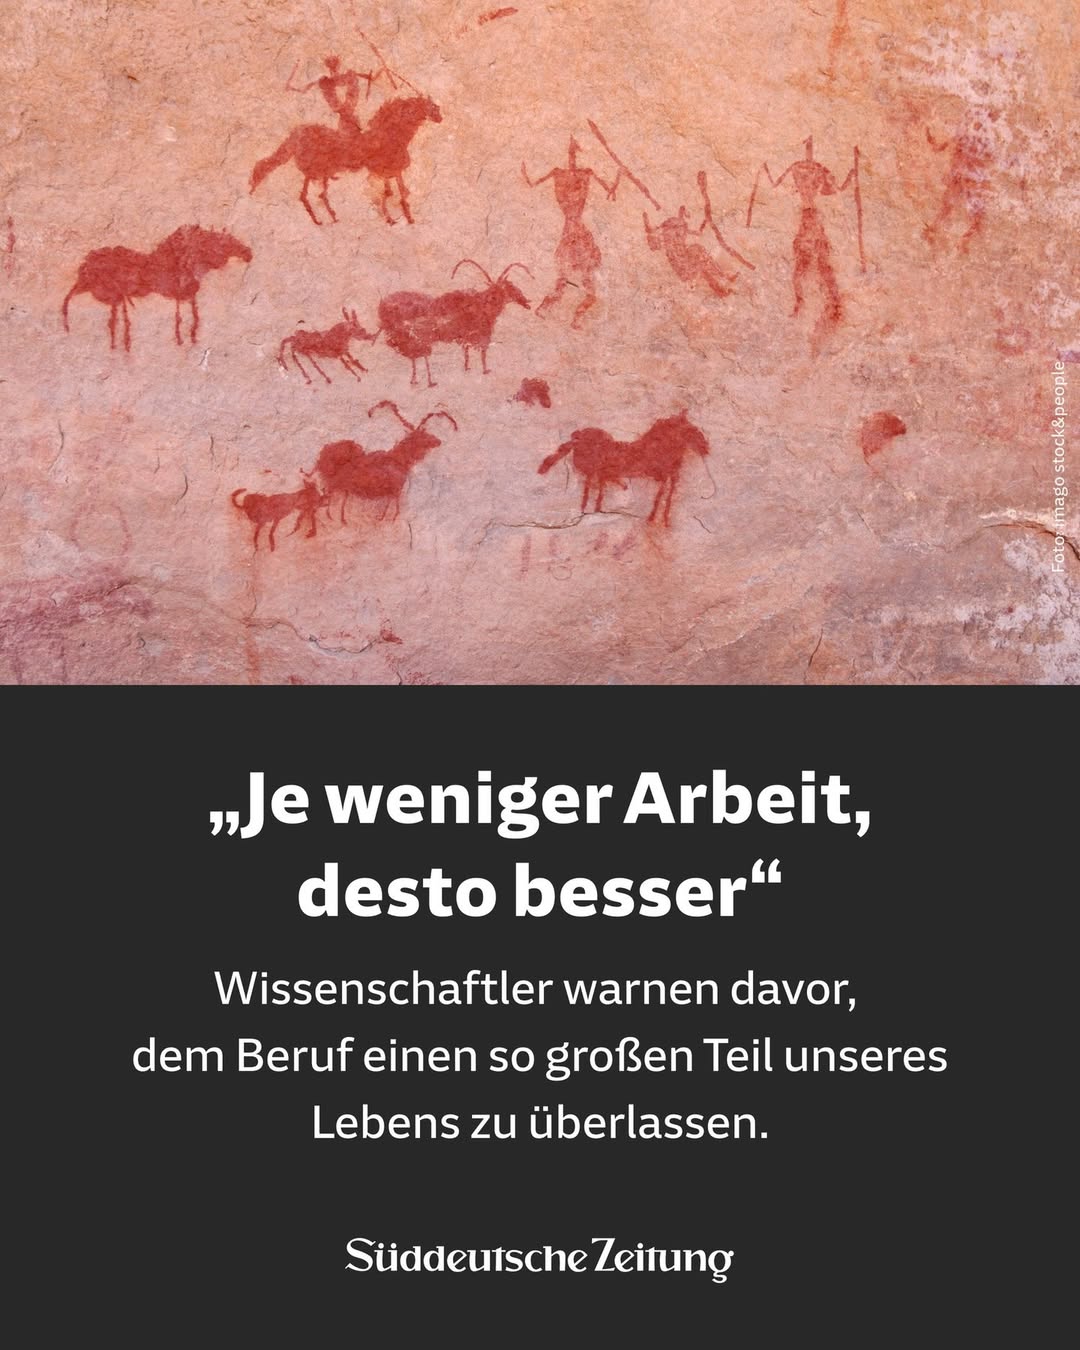 Foto: imago stock&people
„Je weniger Arbeit,
desto besser“
Wissenschaftler warnen davor,
dem Beruf einen so großen Teil unseres
Lebens zu überlassen.
Süddeutsche Zeitung